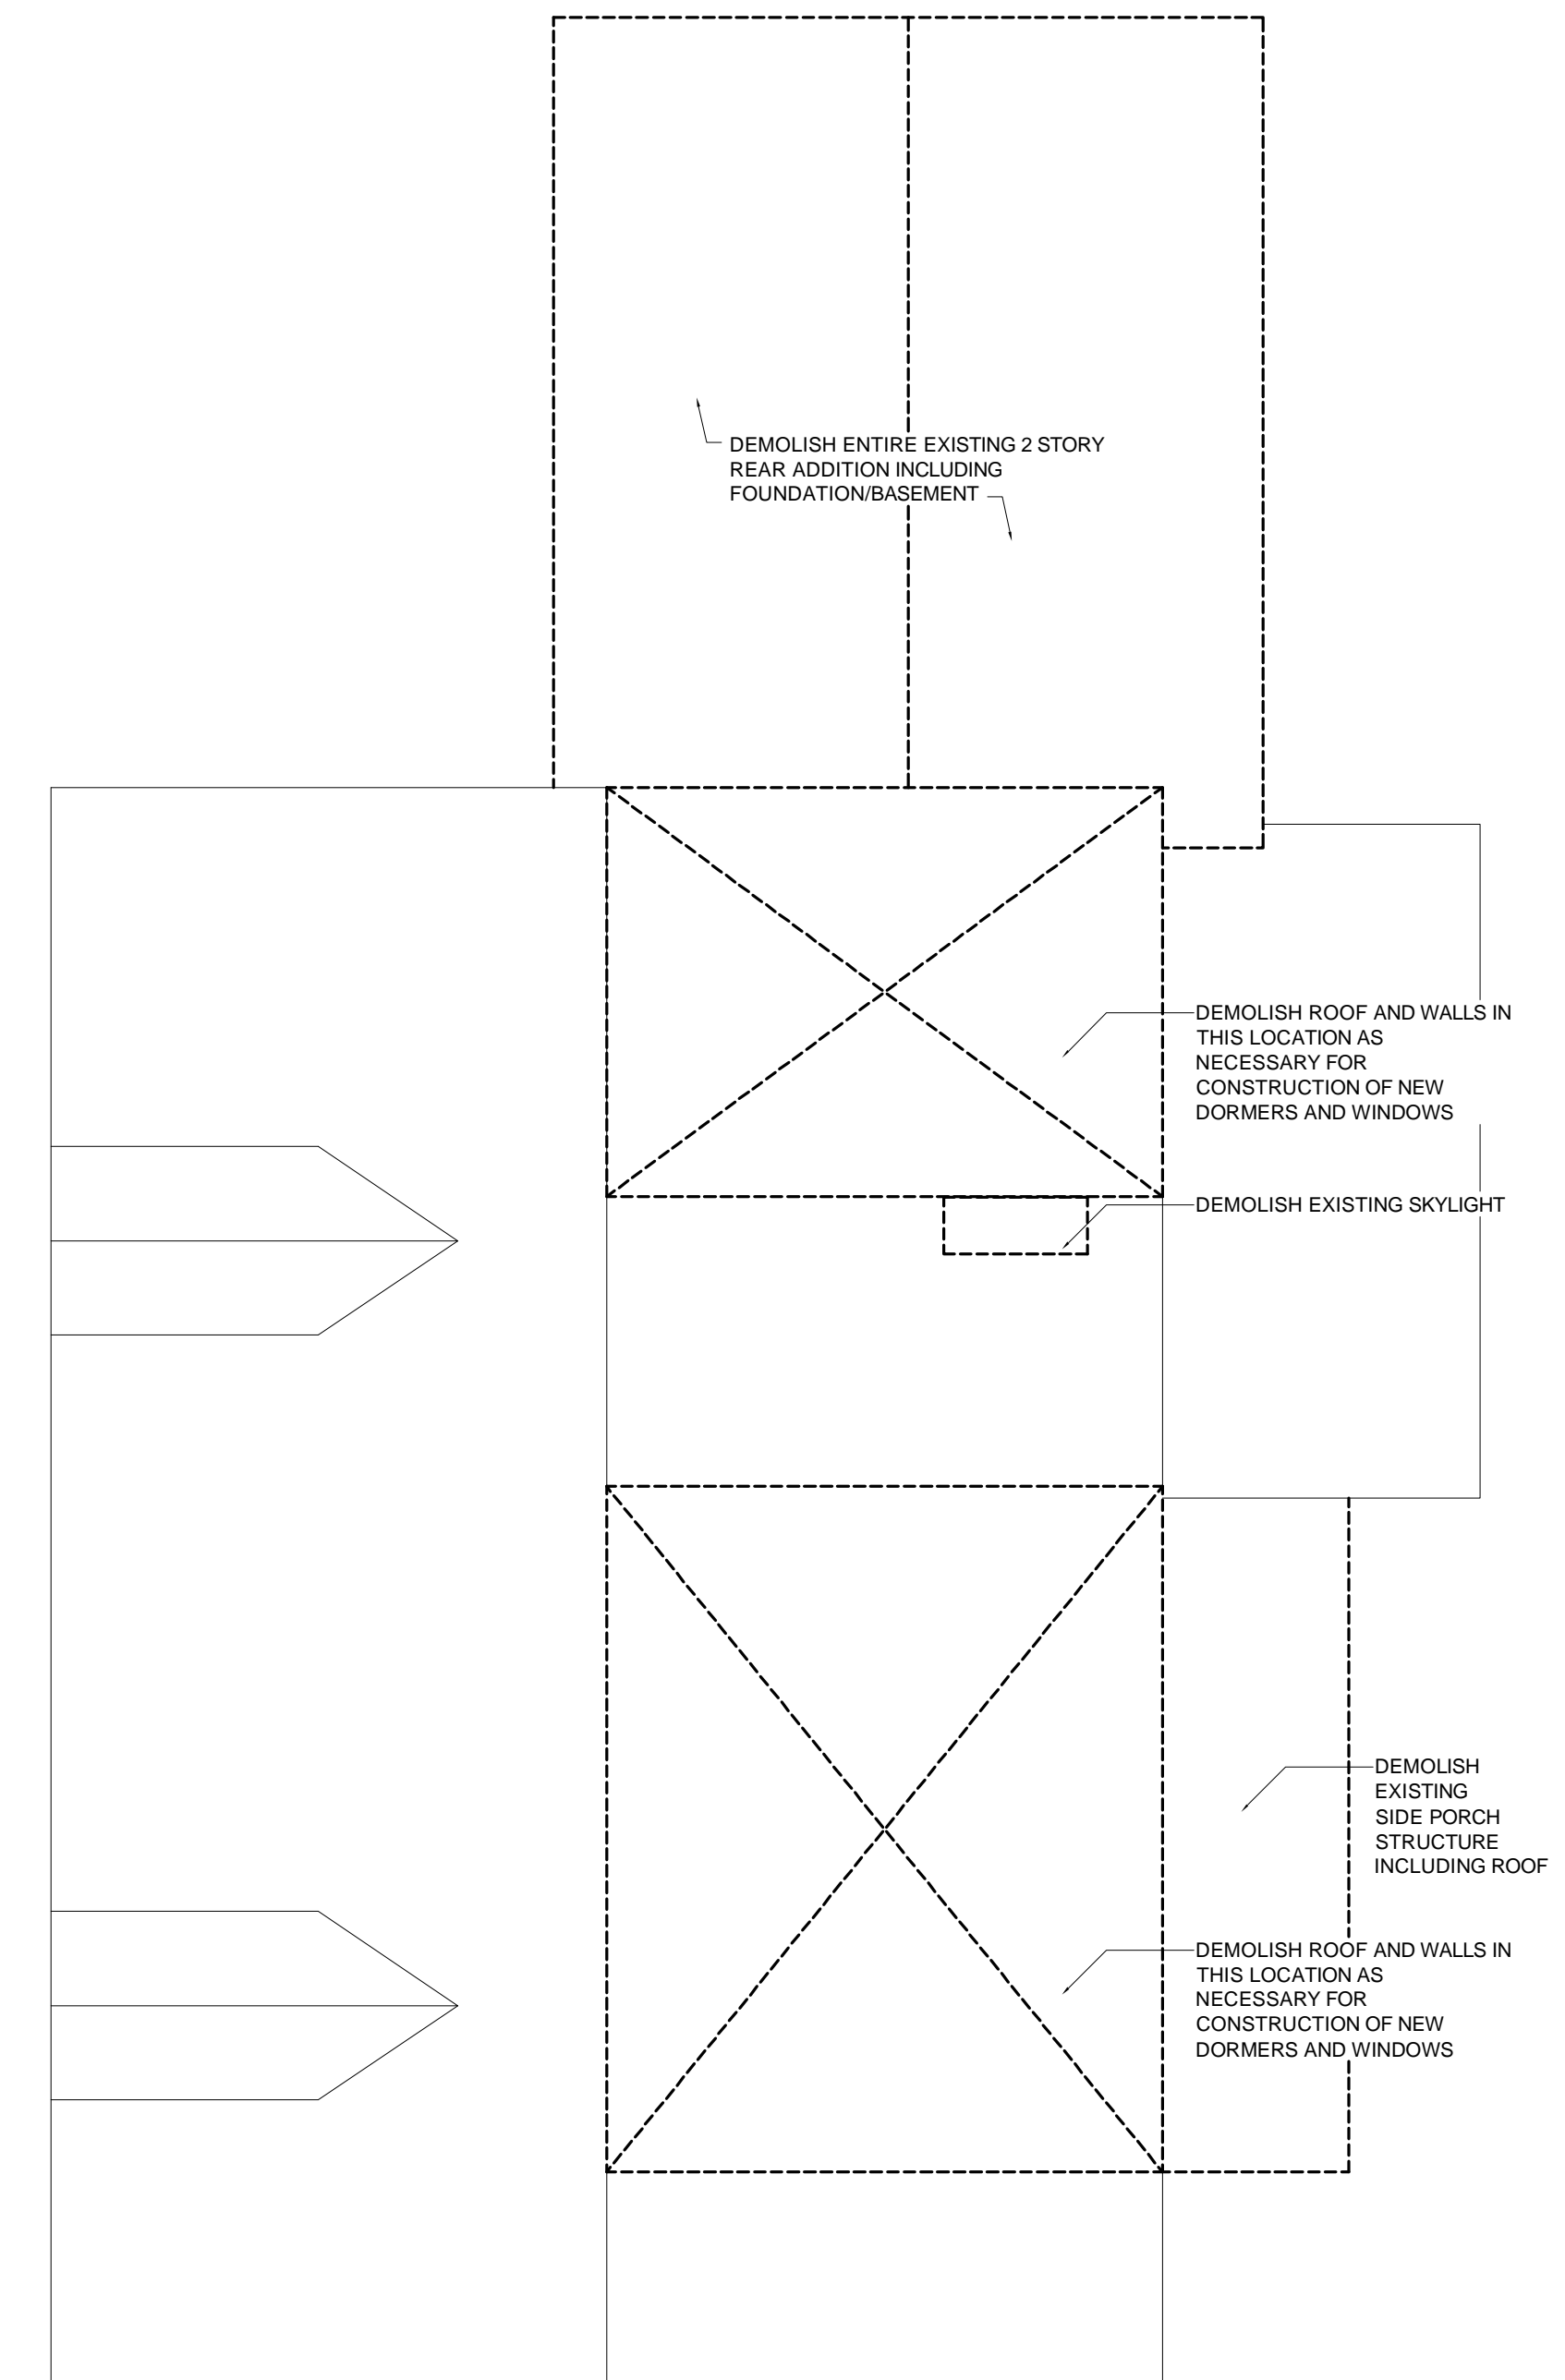 DEMOLISH ENTIRE EXISTING 2 STORY
REAR ADDITION INCLUDING
FOUNDATION/BASEMENT
DEMOLISH ROOF AND WALLS IN
THIS LOCATION AS
NECESSARY FOR
CONSTRUCTION OF NEW
DORMERS AND WINDOWS
DEMOLISH EXISTING SKYLIGHT
DEMOLISH
EXISTING
SIDE PORCH
STRUCTURE
INCLUDING ROOF
DEMOLISH ROOF AND WALLS IN
THIS LOCATION AS
NECESSARY FOR
CONSTRUCTION OF NEW
DORMERS AND WINDOWS